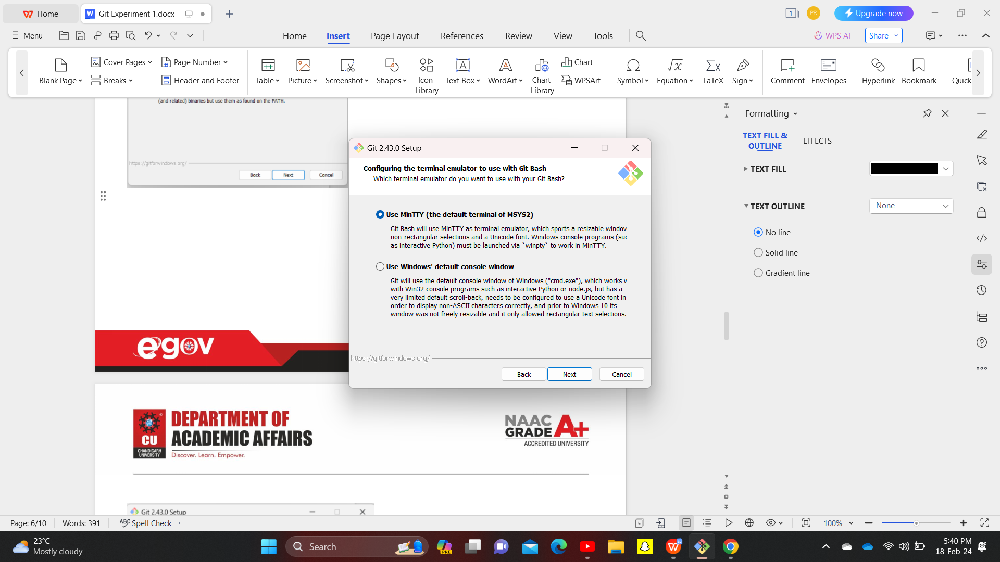 Home
Git Experiment 1.docx
1
PR
Upgrade now
Menu
Home
Insert
Page Layout
References
Review
View
Tools
WPS AI
Share
Blank Page
Cover Pages
Breaks
Page Number
Header and Footer
Table
Picture
Screenshot
Shapes
Icon
Library
Text Box
WordArt
Chart
Library
Chart
WPSArt
Symbol
Equation
LaTeX
Sign
Comment
Envelopes
Hyperlink
Bookmark
Quick
(and related) binaries but use them as found on the PATH.
https://gitforwindows.org/
Back
Next
Cancel
Git 2.43.0 Setup
Configuring the terminal emulator to use with Git Bash
Which terminal emulator do you want to use with your Git Bash?
Use MinTTY (the default terminal of MSYS2)
Git Bash will use MinTTY as terminal emulator, which sports a resizable window
non-rectangular selections and a Unicode font. Windows console programs (suc
as interactive Python) must be launched via `winpty` to work in MinTTY.
Use Windows' default console window
Git will use the default console window of Windows ("cmd.exe"), which works w
with Win32 console programs such as interactive Python or node.js, but has a
very limited default scroll-back, needs to be configured to use a Unicode font in
order to display non-ASCII characters correctly, and prior to Windows 10 its
window was not freely resizable and it only allowed rectangular text selections.
https://gitforwindows.org/
Back
Next
Cancel
Formatting
TEXT FILL &
OUTLINE
EFFECTS
TEXT FILL
TEXT OUTLINE
None
No line
Solid line
Gradient line
egov
CU
CHANDIGARH
UNIVERSITY
DEPARTMENT OF
ACADEMIC AFFAIRS
Discover. Learn. Empower.
NAAC
GRADE A+
ACCREDITED UNIVERSITY
Git 2.43.0 Setup
Page: 6/10
Words: 391
ABC Spell Check
100%
23°C
Mostly cloudy
Search
PRE
5:40 PM
18-Feb-24